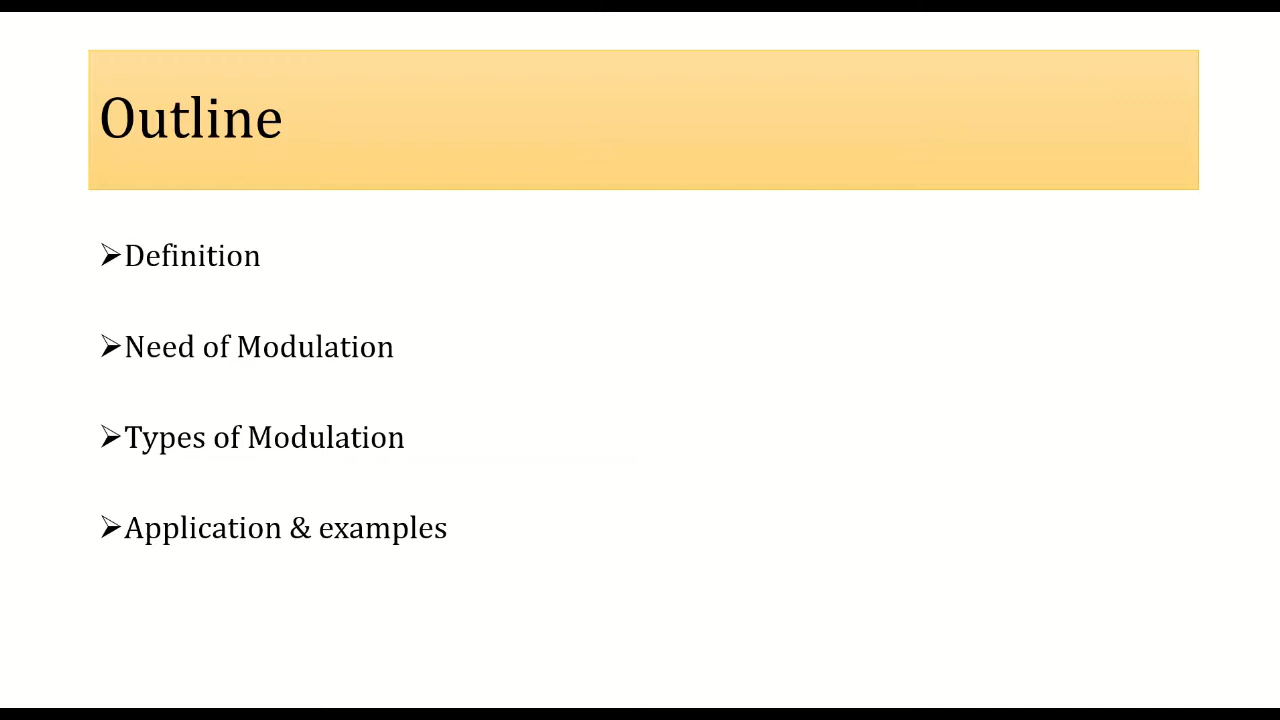 Outline
➢Definition
➢Need of Modulation
➢Types of Modulation
➢Application & examples